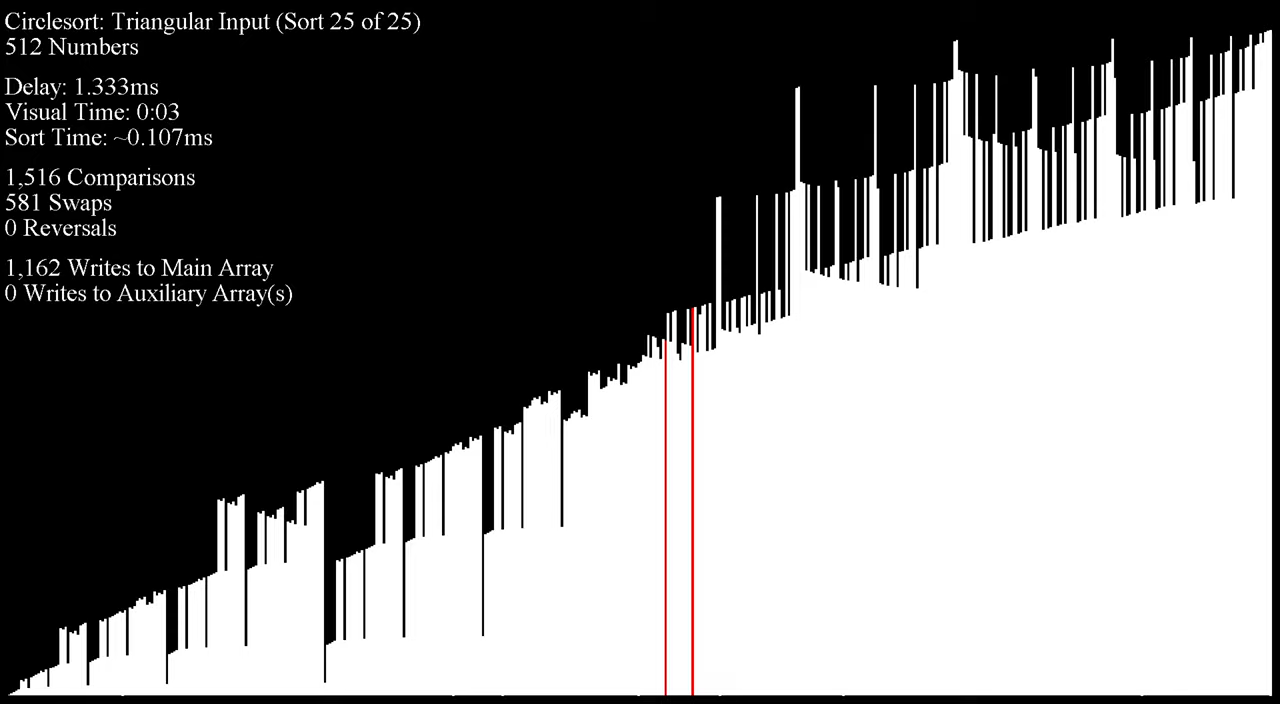 Circlesort: Triangular Input (Sort 25 of 25)
512 Numbers
Delay: 1.333ms
Visual Time: 0:03
Sort Time: ~0.107ms
1,516 Comparisons
581 Swaps
0 Reversals
1,162 Writes to Main Array
0 Writes to Auxiliary Array(s)